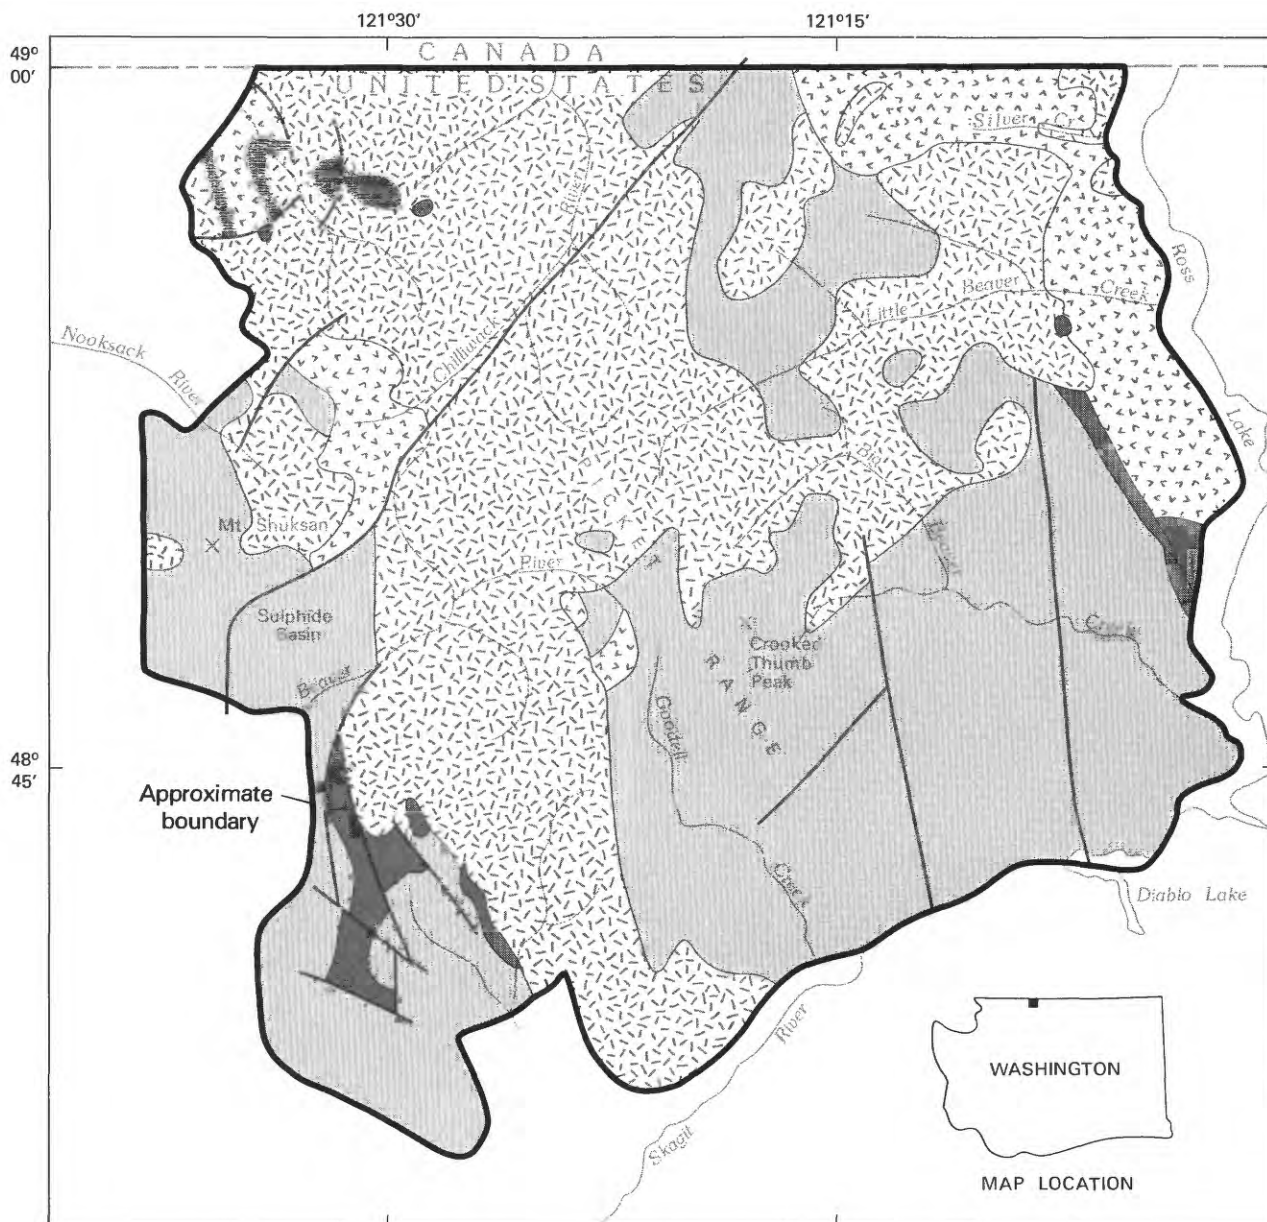 121°30'
121°15'
49°
00'
CANADA
UNITED STATES
Silver Cr
River
Ross
Lake
Beaver
Little
Creek
Nooksack
River
Chilliwack
PICKET
Big
Mt. Shuksan
River
Beaver
Creek
Sulphide
Basin
Crooked
Thumb
Peak
RANGE
Beaver
Goodell
Creek
48°
45'
Approximate
boundary
Diablo Lake
River
Skagit
WASHINGTON
MAP LOCATION